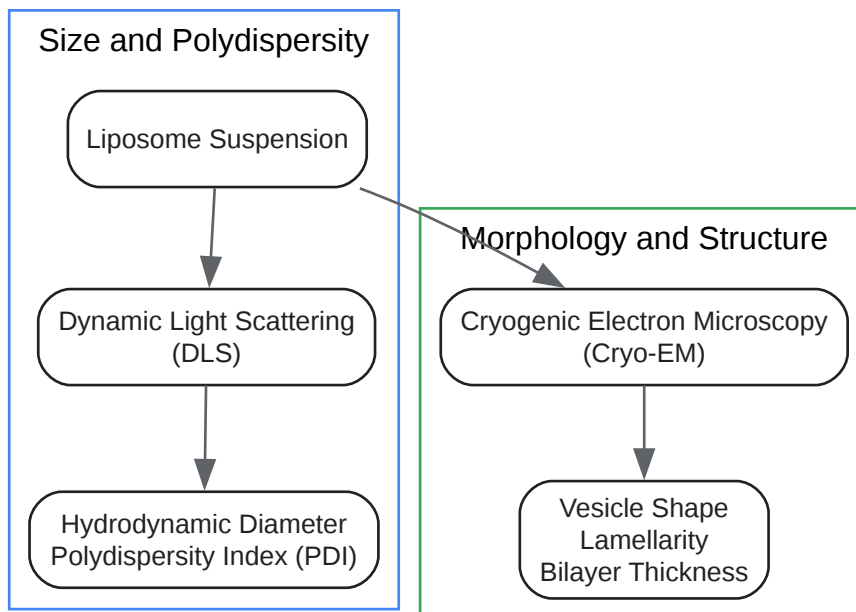 Size and Polydispersity
Liposome Suspension
Dynamic Light Scattering
(DLS)
Hydrodynamic Diameter
Polydispersity Index (PDI)
Morphology and Structure
Cryogenic Electron Microscopy
(Cryo-EM)
Vesicle Shape
Lamellarity
Bilayer Thickness